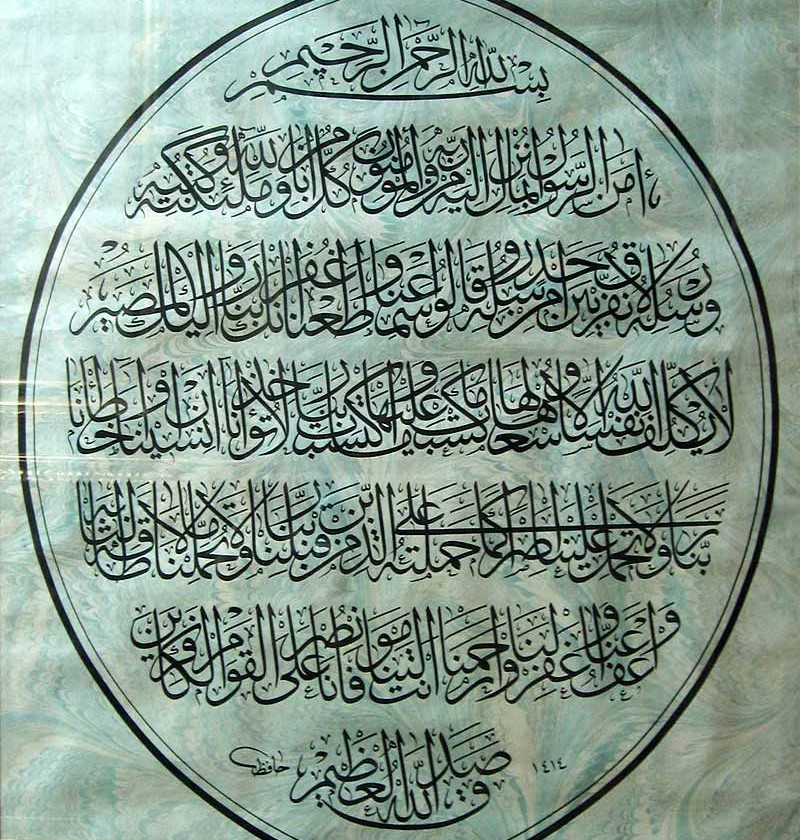 بسم الله الرحمن الرحيم
ءامن الرسول بما أنزل إليه من ربه والمؤمنون كل آمن بالله وملئكته وكتبه
ورسله لا نفرق بين أحد من رسله وقالوا سمعنا وأطعنا غفرانك ربنا وإليك المصير
لا يكلف الله نفسا إلا وسعها لها ما كسبت وعليها ما اكتسبت ربنا لا تؤاخذنا إن نسينا أو أخطأنا
ربنا ولا تحمل علينا إصرا كما حملته على الذين من قبلنا ربنا ولا تحملنا ما لا طاقة لنا به
واعف عنا واغفر لنا وارحمنا أنت مولانا فانصرنا على القوم الكافرين
صدق الله العظيم ١٤١٤